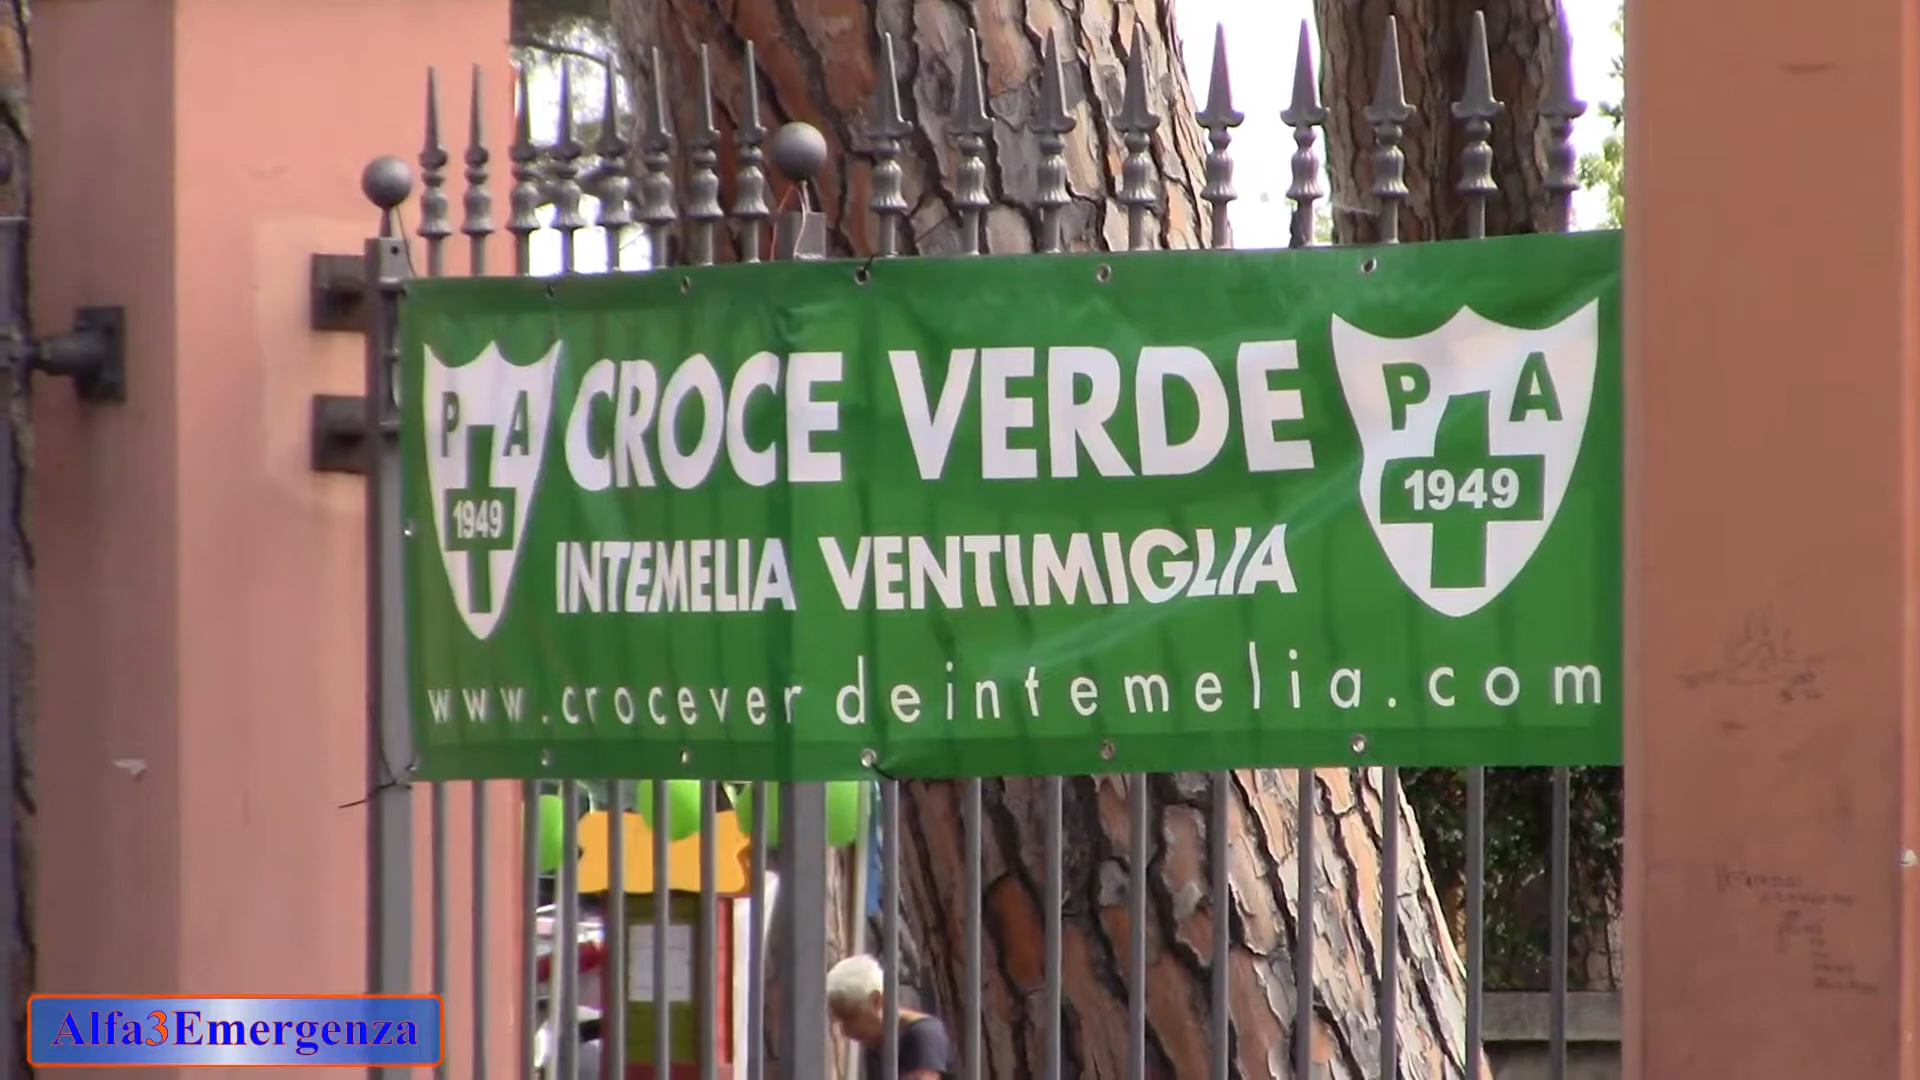 P A
1949
CROCE VERDE
INTEMELIA VENTIMIGLIA
P A
1949
www.croceverdeintemelia.com
Alfa3Emergenza